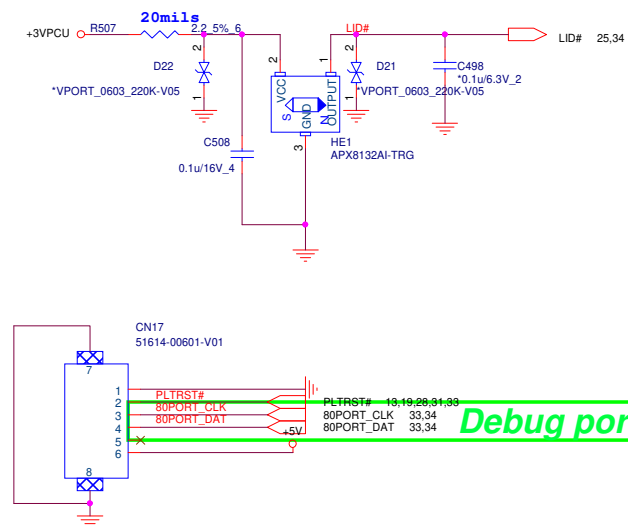 20mils
+3VPCU R507 2.2_5%_6 LID# LID# 25,34
D22 2 1
*VPORT_0603_220K-V05
2 1
VCC OUTPUT
S GND N
3
D21 2 1
*VPORT_0603_220K-V05
C498
*0.1u/6.3V_2
C508
0.1u/16V_4
HE1
APX8132AI-TRG
CN17
51614-00601-V01
7
1
2 PLTRST# PLTRST# 13,19,28,31,33
3 80PORT_CLK 80PORT_CLK 33,34
4 80PORT_DAT 80PORT_DAT 33,34
5
6 +5V
8
Debug por